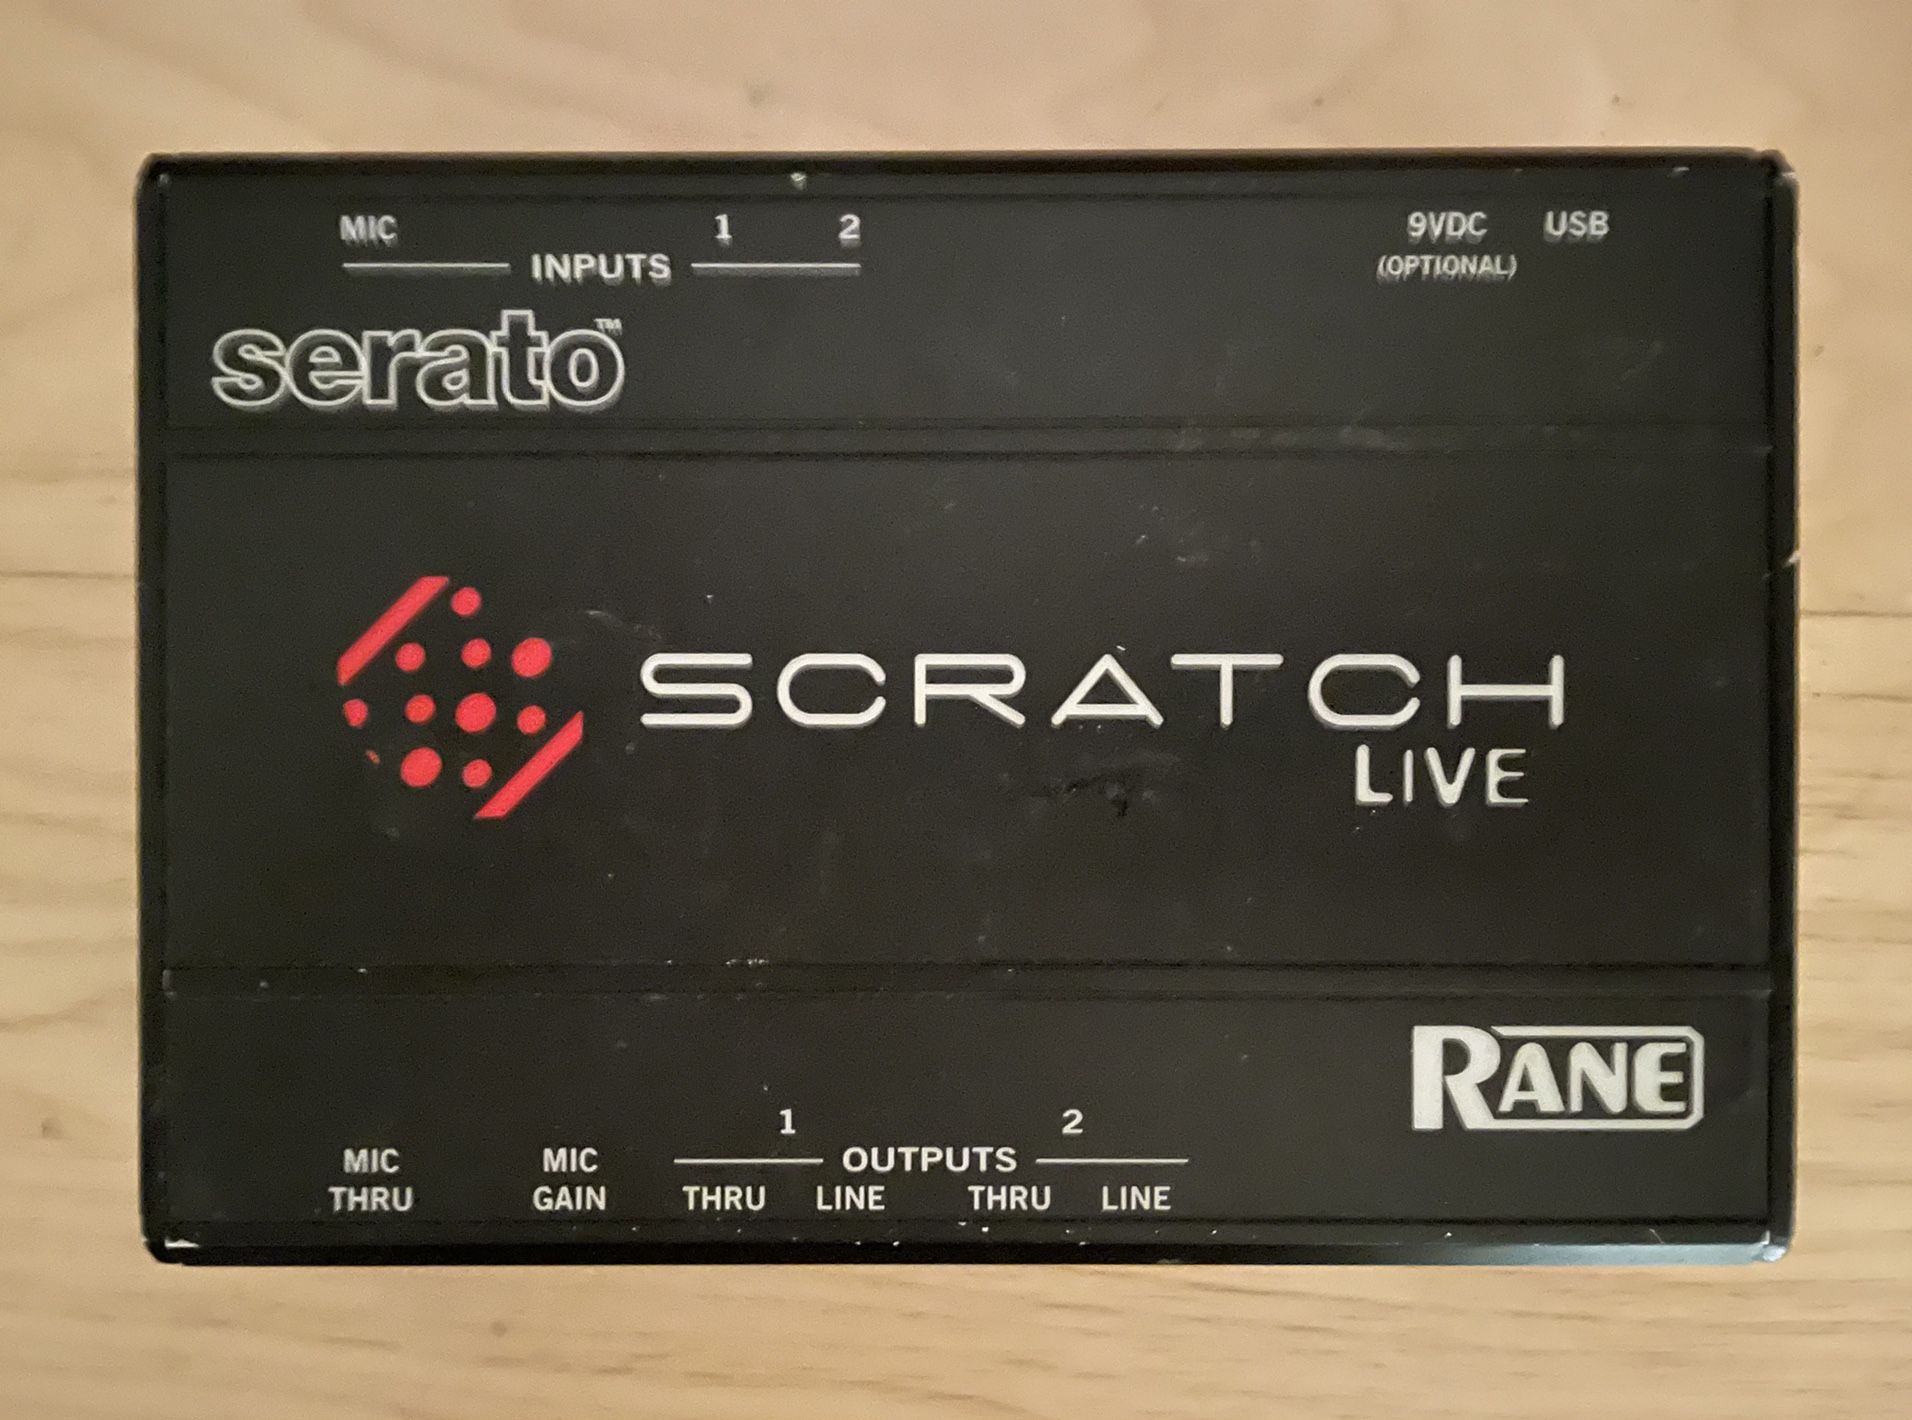 MIC 1 2 9VDC USB
INPUTS (OPTIONAL)
serato™
SCRATCH
LIVE
RANE
1 2
MIC MIC OUTPUTS
THRU GAIN THRU LINE THRU LINE